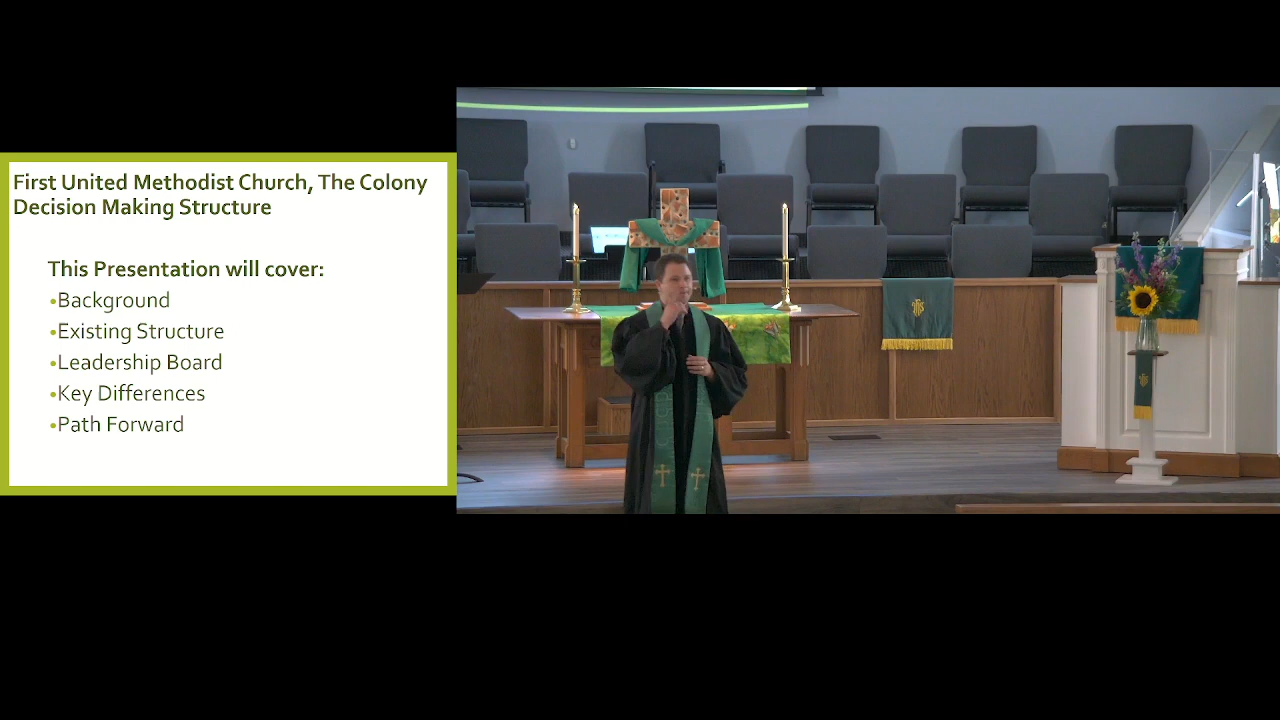 First United Methodist Church, The Colony
Decision Making Structure
This Presentation will cover:
•Background
•Existing Structure
•Leadership Board
•Key Differences
•Path Forward